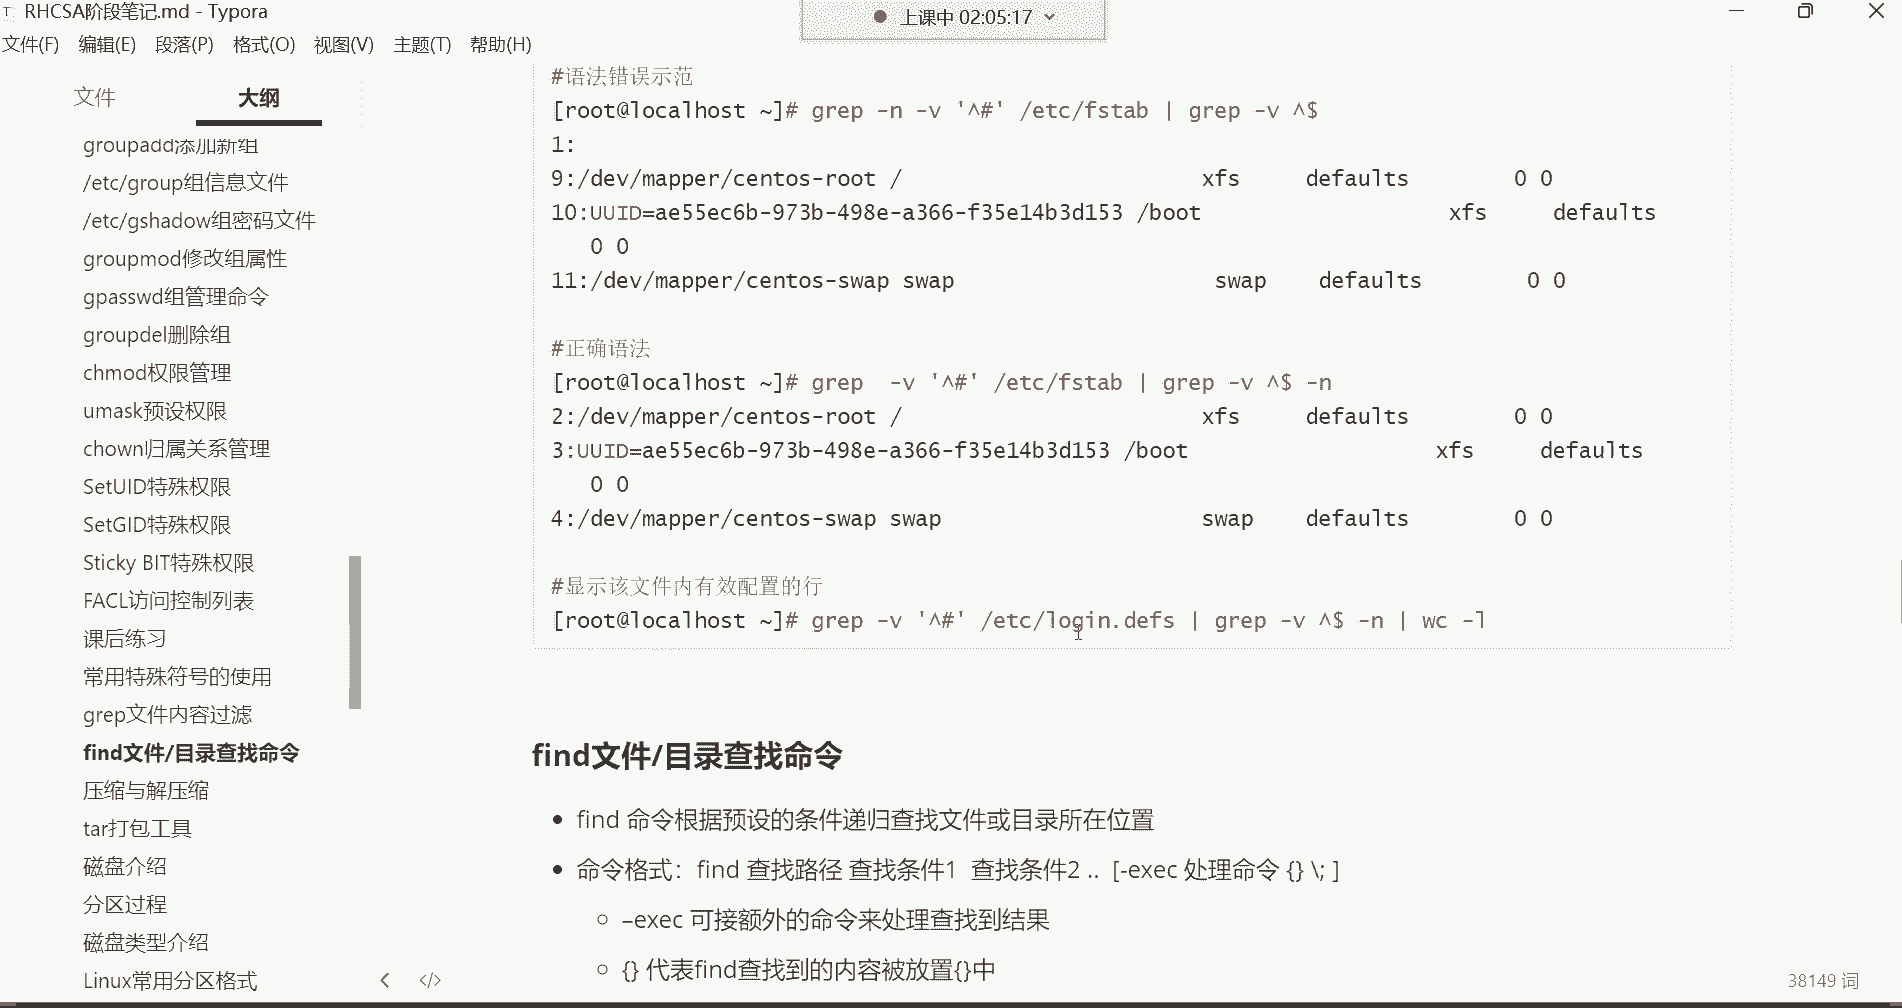 RHCSA阶段笔记.md - Typora
上课中 02:05:17
文件(F) 编辑(E) 段落(P) 格式(O) 视图(V) 主题(T) 帮助(H)
文件 大纲
groupadd添加新组
/etc/group组信息文件
/etc/gshadow组密码文件
groupmod修改组属性
gpasswd组管理命令
groupdel删除组
chmod权限管理
umask预设权限
chown归属关系管理
SetUID特殊权限
SetGID特殊权限
Sticky BIT特殊权限
FACL访问控制列表
课后练习
常用特殊符号的使用
grep文件内容过滤
find文件/目录查找命令
压缩与解压缩
tar打包工具
磁盘介绍
分区过程
磁盘类型介绍
Linux常用分区格式
#语法错误示范
[root@localhost ~]# grep -n -v '^#' /etc/fstab | grep -v ^$
1:
9:/dev/mapper/centos-root / xfs defaults 0 0
10:UUID=ae55ec6b-973b-498e-a366-f35e14b3d153 /boot xfs defaults
0 0
11:/dev/mapper/centos-swap swap swap defaults 0 0
#正确语法
[root@localhost ~]# grep  -v '^#' /etc/fstab | grep -v ^$ -n
2:/dev/mapper/centos-root / xfs defaults 0 0
3:UUID=ae55ec6b-973b-498e-a366-f35e14b3d153 /boot xfs defaults
0 0
4:/dev/mapper/centos-swap swap swap defaults 0 0
#显示该文件内有效配置的行
[root@localhost ~]# grep -v '^#' /etc/login.defs | grep -v ^$ -n | wc -l
find文件/目录查找命令
• find 命令根据预设的条件递归查找文件或目录所在位置
• 命令格式：find 查找路径 查找条件1 查找条件2 .. [-exec 处理命令 {} \; ]
○ –exec 可接额外的命令来处理查找到结果
○ {} 代表find查找到的内容被放置{}中
38149 词